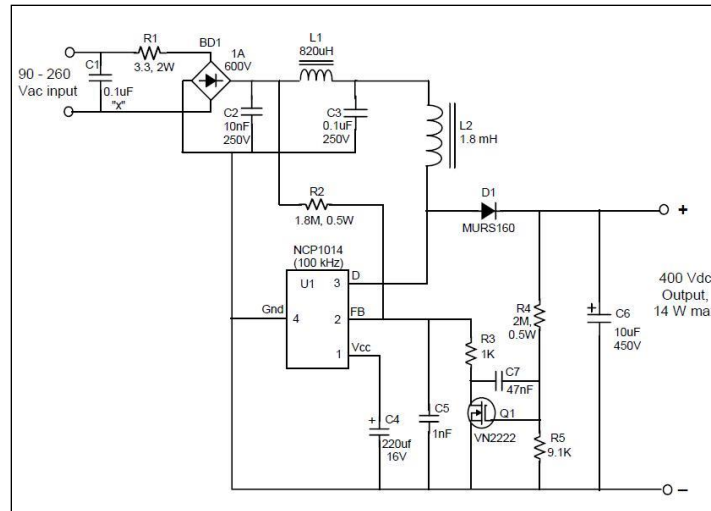 R1
3.3, 2W
BD1
1A
600V
L1
820uH
90 - 260
Vac input
C1
0.1uF
"x"
C2
10nF
250V
C3
0.1uF
250V
L2
1.8 mH
R2
1.8M, 0.5W
D1
MURS160
+
NCP1014
(100 kHz)
U1
3
D
Gnd
4
2
FB
1
Vcc
R3
1K
R4
2M,
0.5W
C6
10uF
450V
+
400 Vdc
Output,
14 W ma
C7
47nF
+
C4
220uf
16V
C5
1nF
Q1
VN2222
R5
9.1K
–